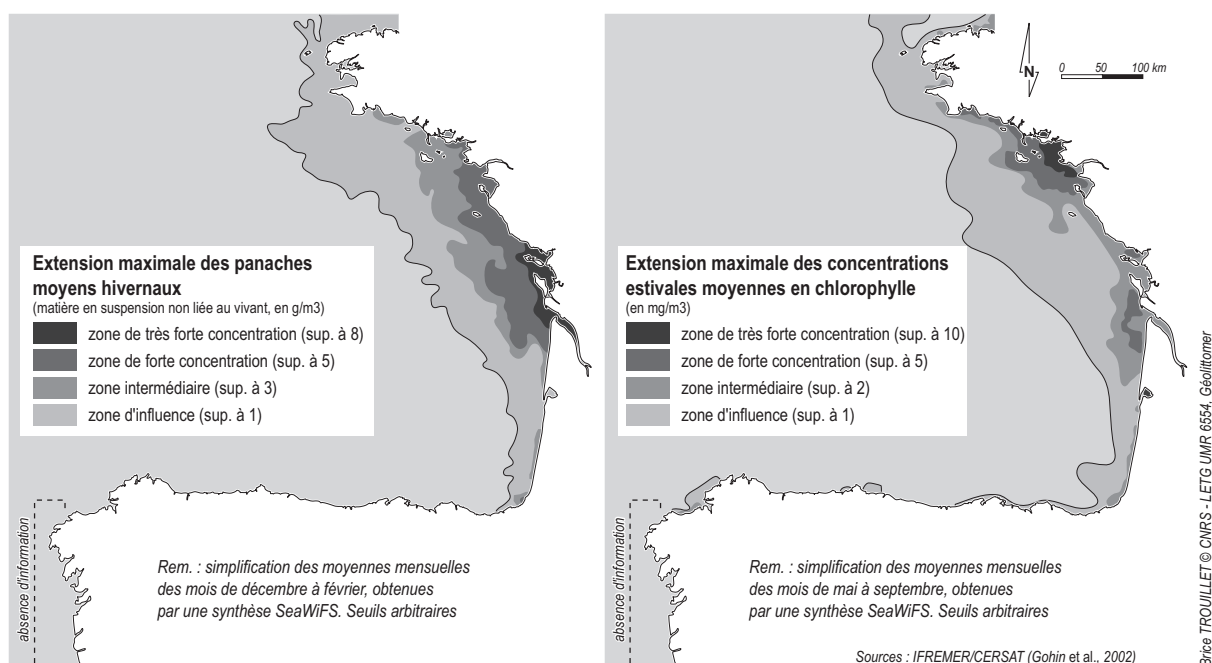 Extension maximale des panaches
moyens hivernaux
(matière en suspension non liée au vivant, en g/m3)
zone de très forte concentration (sup. à 8)
zone de forte concentration (sup. à 5)
zone intermédiaire (sup. à 3)
zone d'influence (sup. à 1)
absence d'information
Rem. : simplification des moyennes mensuelles
des mois de décembre à février, obtenues
par une synthèse SeaWiFS. Seuils arbitraires
N
0 50 100 km
Extension maximale des concentrations
estivales moyennes en chlorophylle
(en mg/m3)
zone de très forte concentration (sup. à 10)
zone de forte concentration (sup. à 5)
zone intermédiaire (sup. à 2)
zone d'influence (sup. à 1)
absence d'information
Rem. : simplification des moyennes mensuelles
des mois de mai à septembre, obtenues
par une synthèse SeaWiFS. Seuils arbitraires
Sources : IFREMER/CERSAT (Gohin et al., 2002)
Brice TROUILLET © CNRS - LETG UMR 6554, Géolittomer